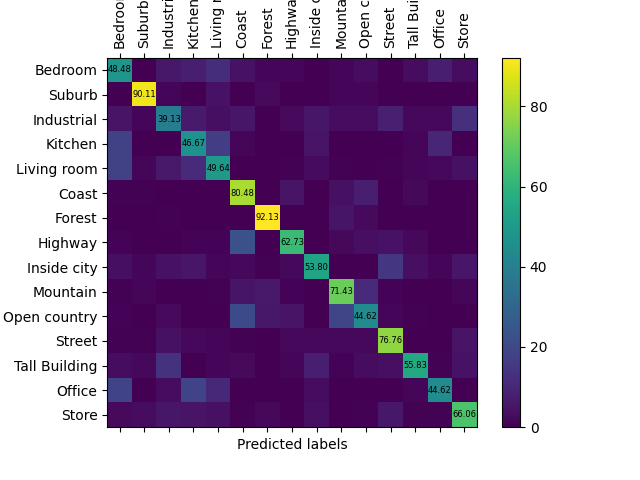 Bedroo
Suburb
Industri
Kitchen
Living r
Coast
Forest
Highwa
Inside c
Mounta
Open c
Street
Tall Bui
Office
Store
Bedroom 48.48
Suburb 90.11
Industrial 39.13
Kitchen 46.67
Living room 49.64
Coast 80.48
Forest 92.13
Highway 62.73
Inside city 53.80
Mountain 71.43
Open country 44.62
Street 76.76
Tall Building 55.83
Office 44.62
Store 66.06
Predicted labels
80
60
40
20
0